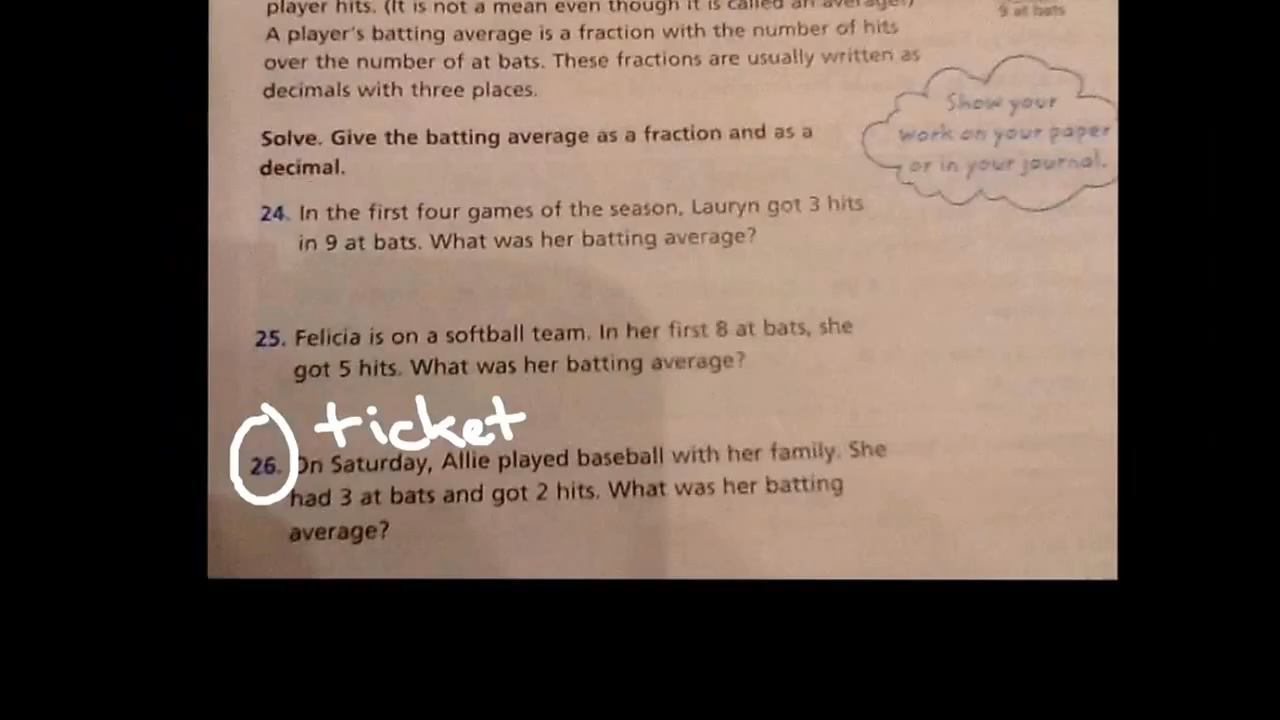 player hits. (It is not a mean even though it is called an average.)
9 at bats
A player's batting average is a fraction with the number of hits
over the number of at bats. These fractions are usually written as
decimals with three places.
Show your
work on your paper
or in your journal.
Solve. Give the batting average as a fraction and as a
decimal.
24. In the first four games of the season, Lauryn got 3 hits
in 9 at bats. What was her batting average?
25. Felicia is on a softball team. In her first 8 at bats, she
got 5 hits. What was her batting average?
ticket
26. On Saturday, Allie played baseball with her family. She
had 3 at bats and got 2 hits. What was her batting
average?